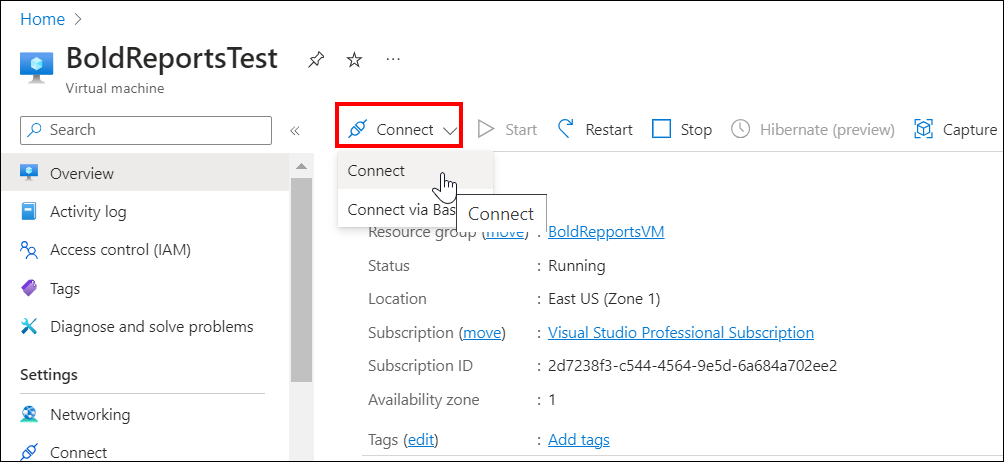 Home >
BoldReportsTest ...
Virtual machine
Search «
Connect Start Restart Stop Hibernate (preview) Capture
Connect
Connect via Bas
Connect
Overview
Activity log
Access control (IAM)
Tags
Diagnose and solve problems
Settings
Networking
Connect
Resource group (move) : BoldRepportsVM
Status : Running
Location : East US (Zone 1)
Subscription (move) : Visual Studio Professional Subscription
Subscription ID : 2d7238f3-c544-4564-9e5d-6a684a702ee2
Availability zone : 1
Tags (edit) : Add tags